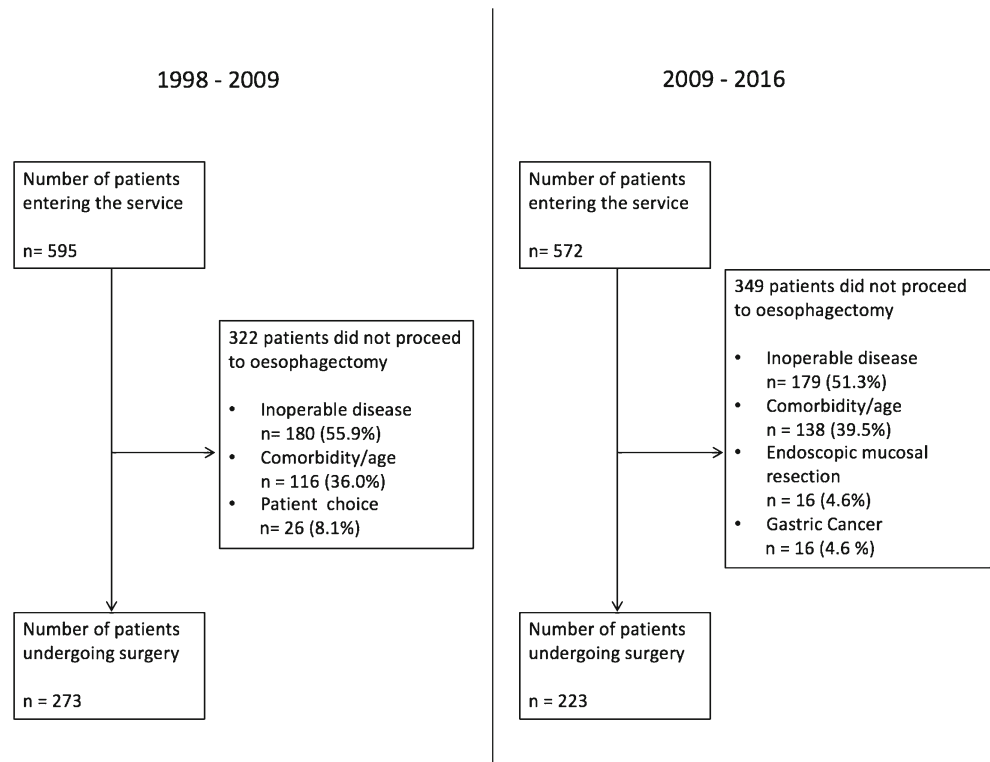 1998 - 2009
Number of patients
entering the service
n= 595
322 patients did not proceed
to oesophagectomy
• Inoperable disease
n= 180 (55.9%)
• Comorbidity/age
n = 116 (36.0%)
• Patient choice
n= 26 (8.1%)
Number of patients
undergoing surgery
n = 273
2009 - 2016
Number of patients
entering the service
n= 572
349 patients did not proceed
to oesophagectomy
• Inoperable disease
n= 179 (51.3%)
• Comorbidity/age
n = 138 (39.5%)
• Endoscopic mucosal
resection
n = 16 (4.6%)
• Gastric Cancer
n = 16 (4.6 %)
Number of patients
undergoing surgery
n = 223